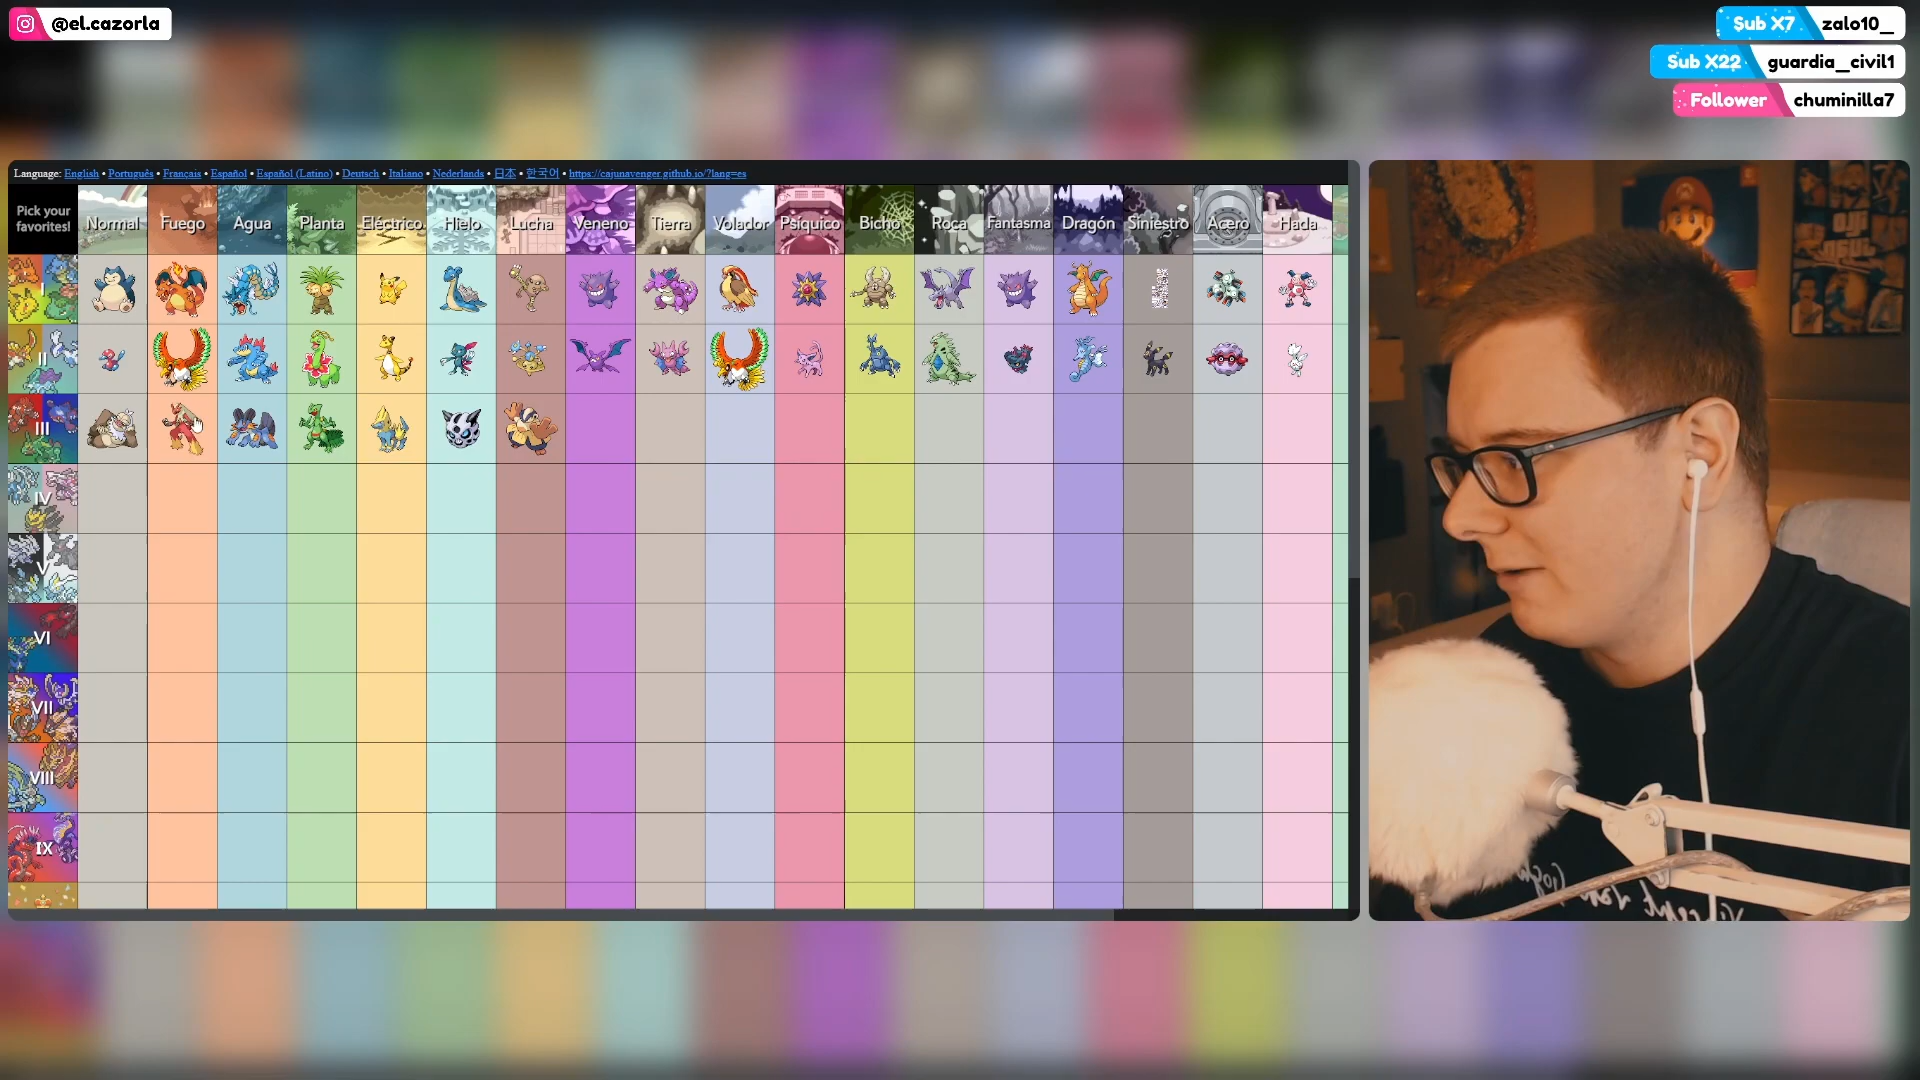 @el.cazorla
Sub X7 zalo10_
Sub X22 guardia_civil1
Follower chuminilla7
Language: English • Português • Français • Español • Español (Latino) • Deutsch • Italiano • Nederlands • 日本 • 한국어 • https://cajunavenger.github.io/?lang=es
Pick your
favorites!
Normal
Fuego
Agua
Planta
Eléctrico
Hielo
Lucha
Veneno
Tierra
Volador
Psíquico
Bicho
Roca
Fantasma
Dragón
Siniestro
Acero
Hada
I
II
III
IV
V
VI
VII
VIII
IX